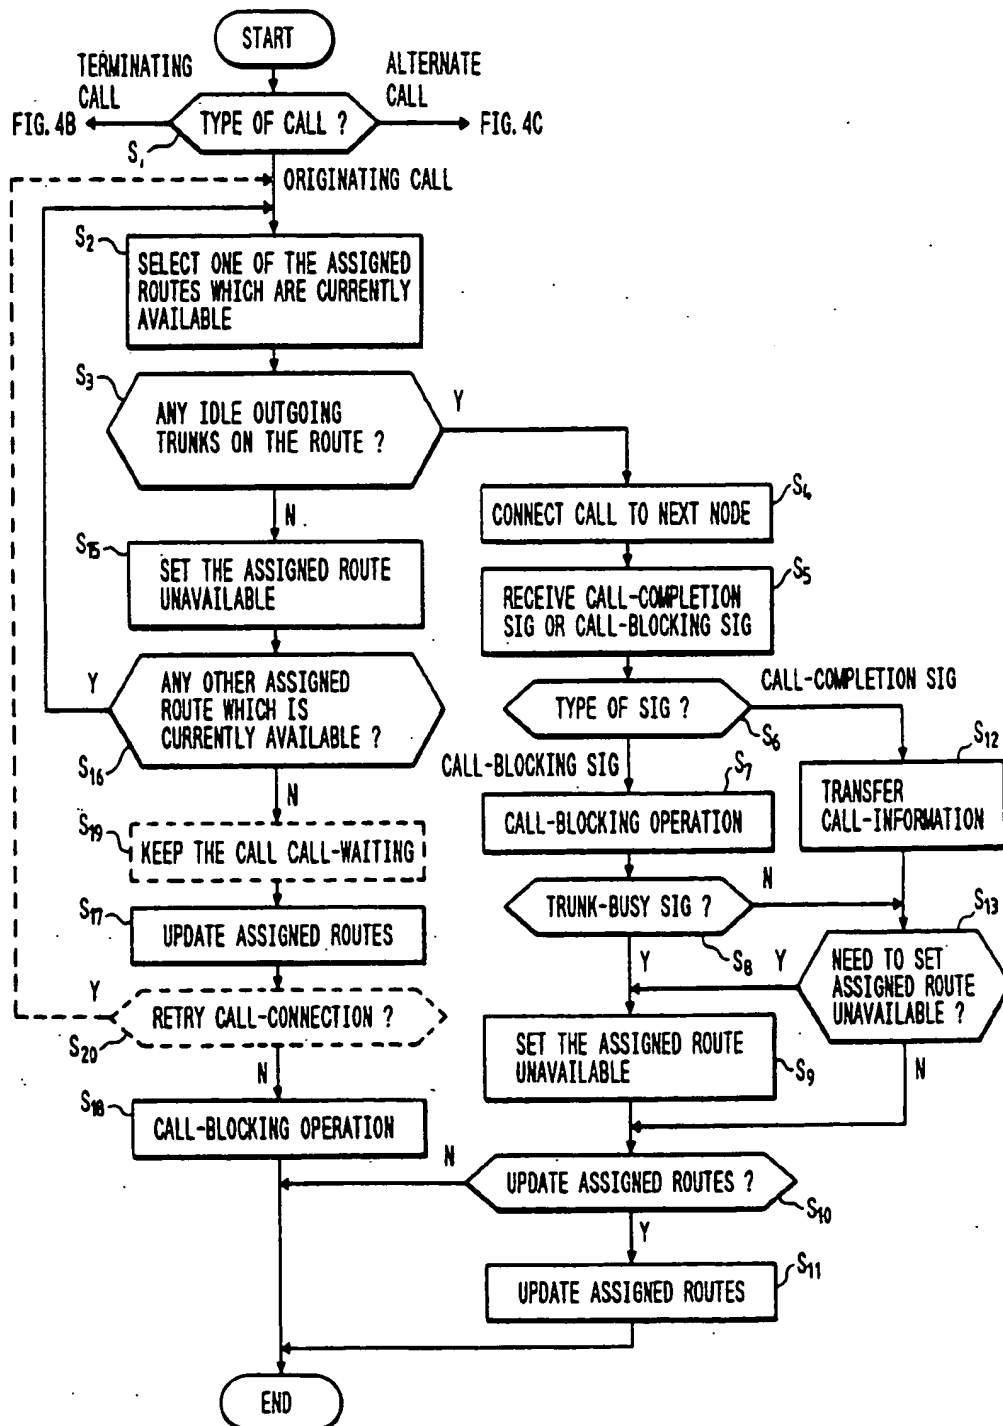 START
TERMINATING
CALL
ALTERNATE
CALL
FIG. 4B
TYPE OF CALL ?
FIG. 4C
S1
ORIGINATING CALL
S2
SELECT ONE OF THE ASSIGNED
ROUTES WHICH ARE CURRENTLY
AVAILABLE
S3
ANY IDLE OUTGOING
TRUNKS ON THE ROUTE ?
Y
N
S4
CONNECT CALL TO NEXT NODE
S15
SET THE ASSIGNED ROUTE
UNAVAILABLE
S5
RECEIVE CALL-COMPLETION
SIG OR CALL-BLOCKING SIG
Y
ANY OTHER ASSIGNED
ROUTE WHICH IS
CURRENTLY AVAILABLE ?
S16
N
TYPE OF SIG ?
CALL-COMPLETION SIG
S6
CALL-BLOCKING SIG
S7
CALL-BLOCKING OPERATION
S12
TRANSFER
CALL-INFORMATION
S19
KEEP THE CALL CALL-WAITING
TRUNK-BUSY SIG ?
N
S8
Y
S13
NEED TO SET
ASSIGNED ROUTE
UNAVAILABLE ?
Y
N
S17
UPDATE ASSIGNED ROUTES
Y
RETRY CALL-CONNECTION ?
S20
N
SET THE ASSIGNED ROUTE
UNAVAILABLE
S9
S18
CALL-BLOCKING OPERATION
N
UPDATE ASSIGNED ROUTES ?
S10
Y
S11
UPDATE ASSIGNED ROUTES
END